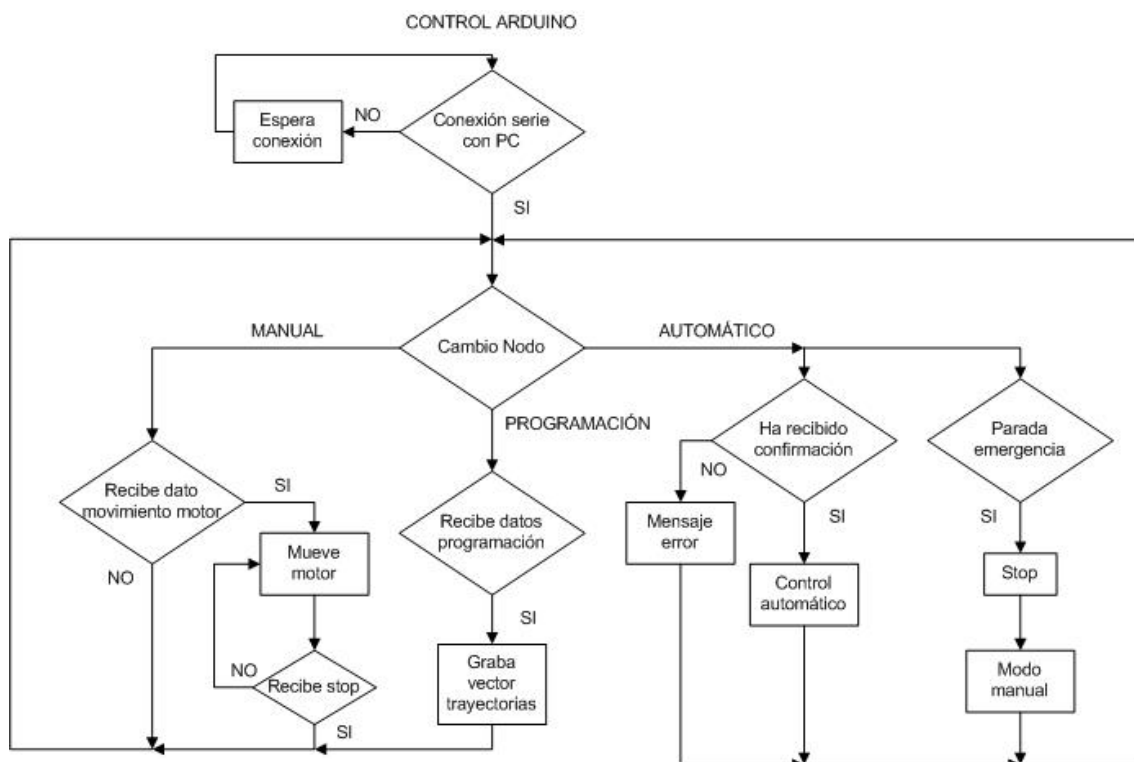 CONTROL ARDUINO
Conexión serie
con PC
NO
Espera
conexión
SI
Cambio Nodo
MANUAL
AUTOMÁTICO
PROGRAMACIÓN
Recibe dato
movimiento motor
SI
NO
Mueve
motor
NO
Recibe stop
SI
Recibe datos
programación
SI
Graba
vector
trayectorias
Ha recibido
confirmación
NO
Mensaje
error
SI
Control
automático
Parada
emergencia
SI
Stop
Modo
manual